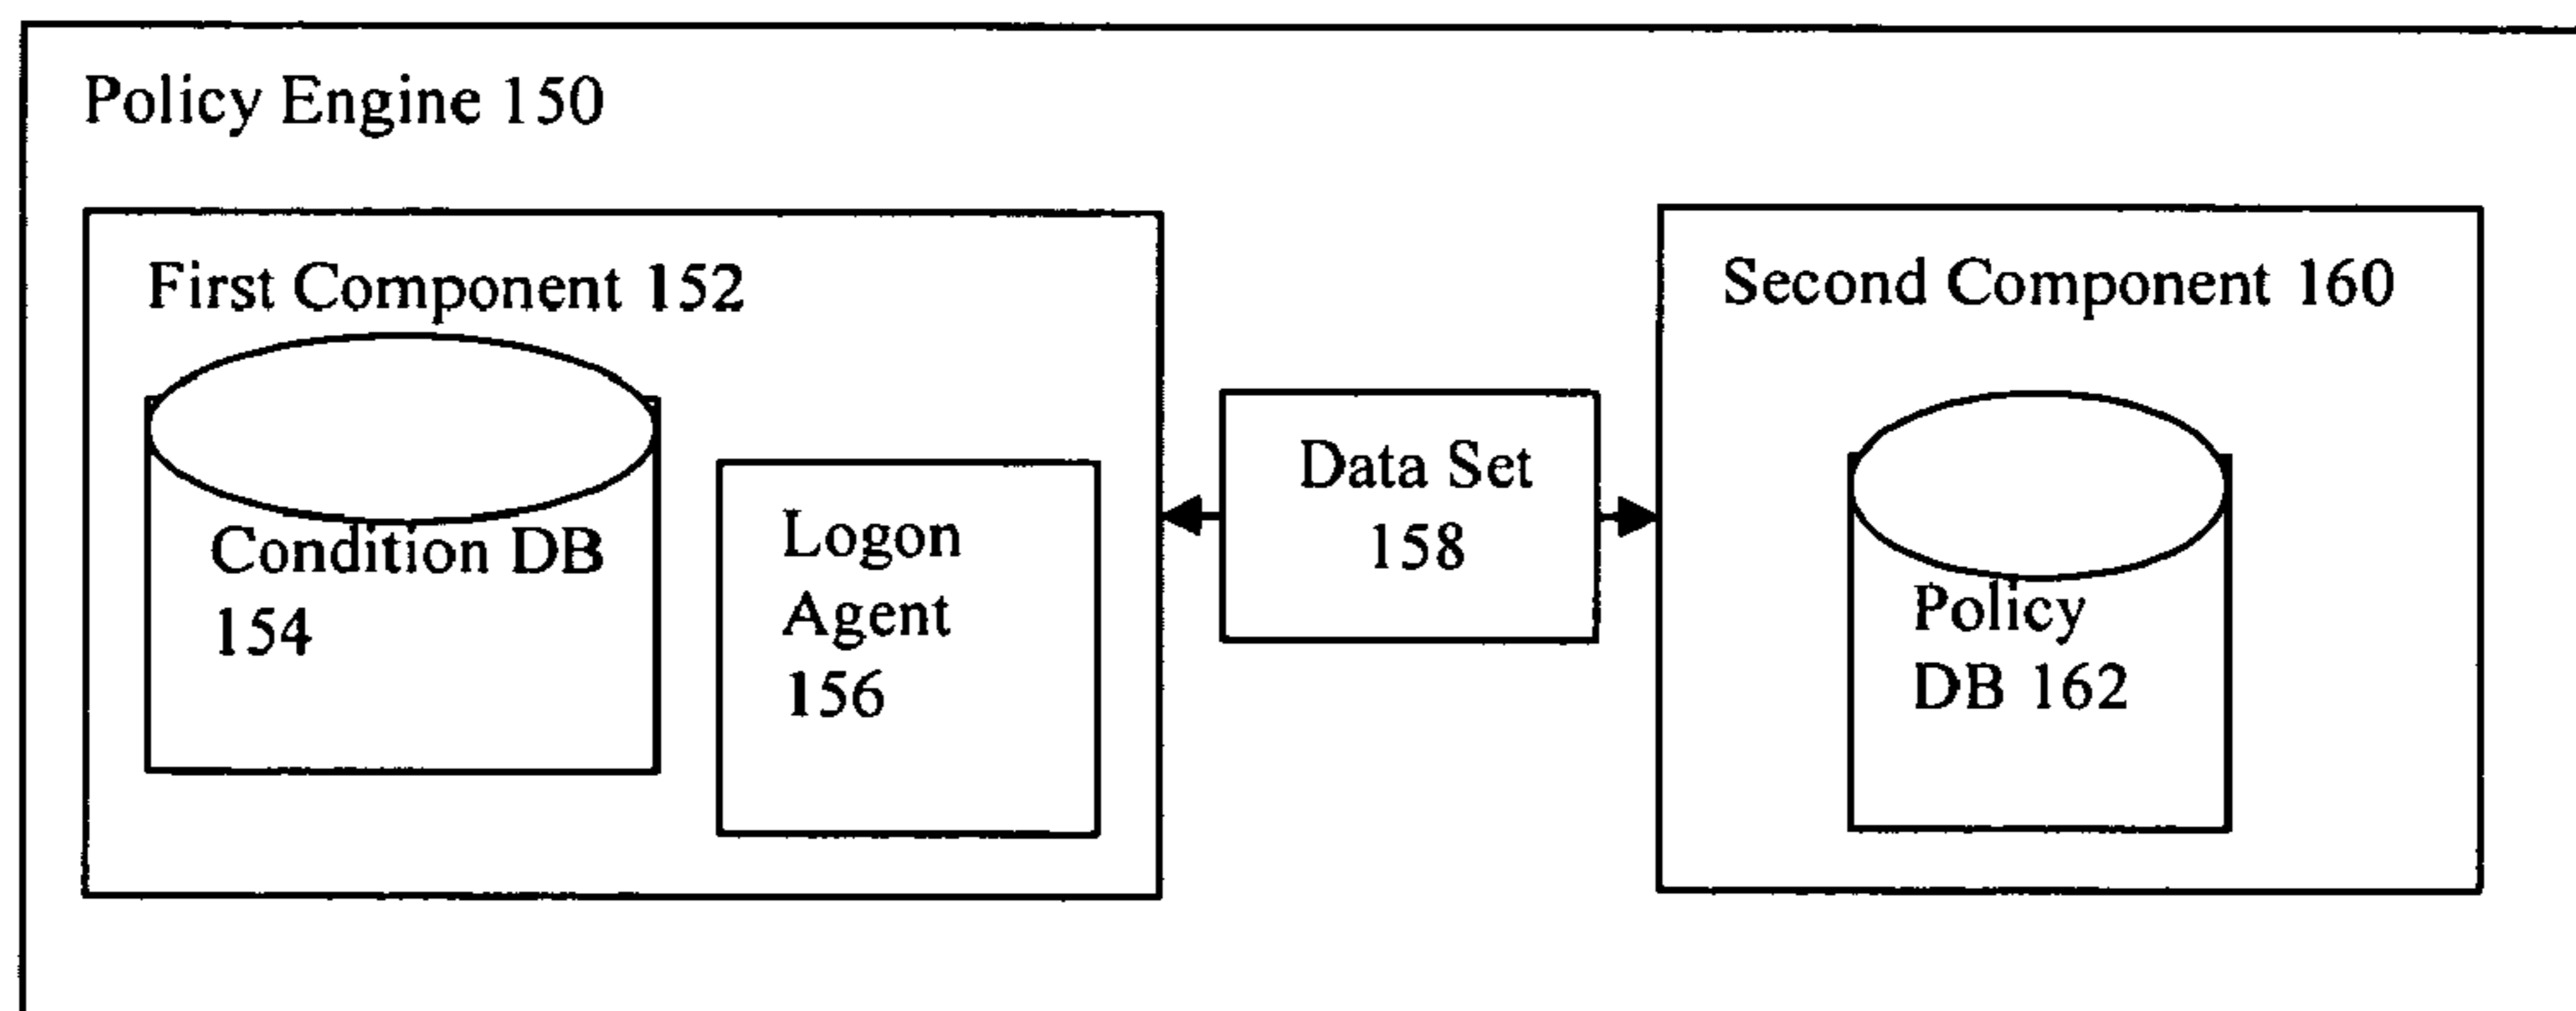 Policy Engine 150
First Component 152
Condition DB
154
Logon
Agent
156
Data Set
158
Second Component 160
Policy
DB 162